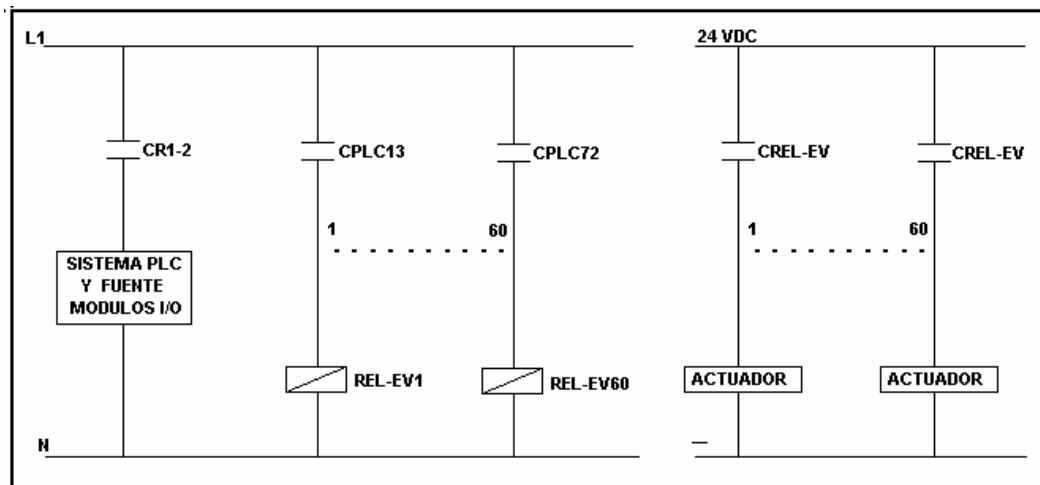 L1
24 VDC
CR1-2
CPLC13
CPLC72
CREL-EV
CREL-EV
1
60
1
60
SISTEMA PLC
Y FUENTE
MODULOS I/O
REL-EV1
REL-EV60
ACTUADOR
ACTUADOR
N
—